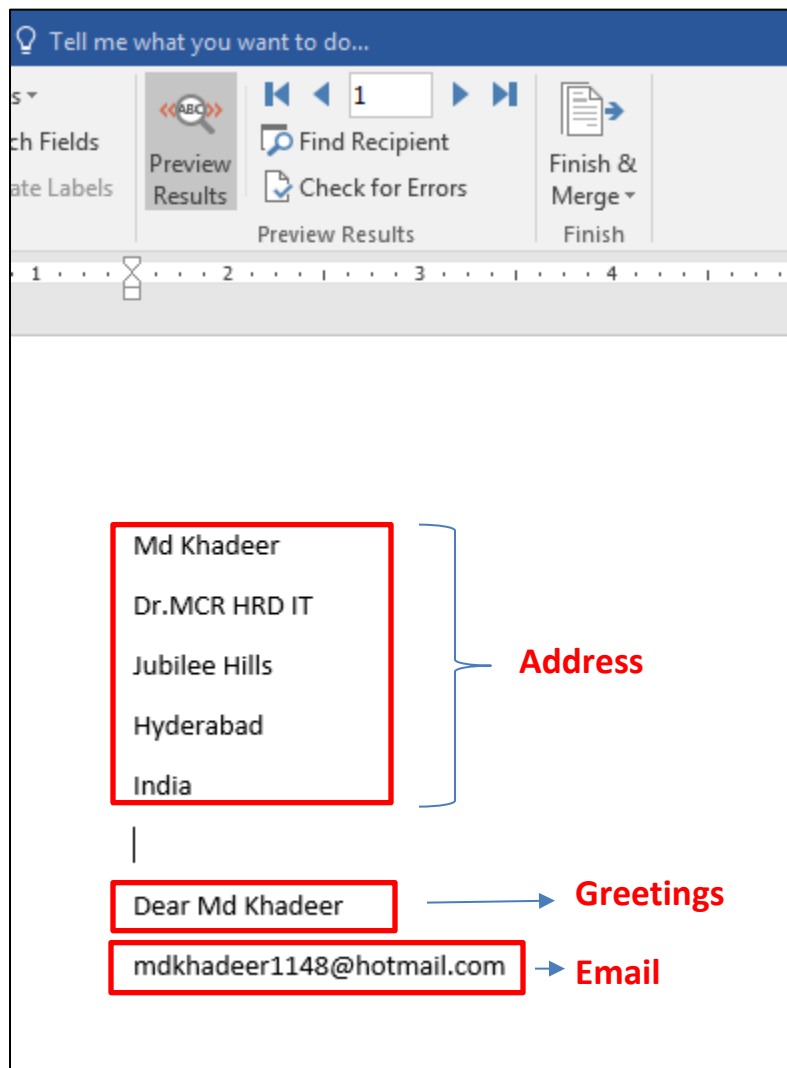 Tell me what you want to do...
s
ch Fields
ate Labels
ABC
Preview
Results
1
Find Recipient
Check for Errors
Preview Results
Finish &
Merge
Finish
1 2 3 4
Md Khadeer
Dr.MCR HRD IT
Jubilee Hills
Hyderabad
India
Address
Dear Md Khadeer
Greetings
mdkhadeer1148@hotmail.com
Email